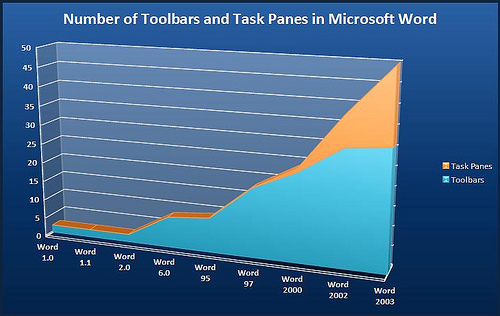 Number of Toolbars and Task Panes in Microsoft Word
50
45
40
35
30
25
20
15
10
5
0
Word
1.0
Word
1.1
Word
2.0
Word
6.0
Word
95
Word
97
Word
2000
Word
2002
Word
2003
Task Panes
Toolbars